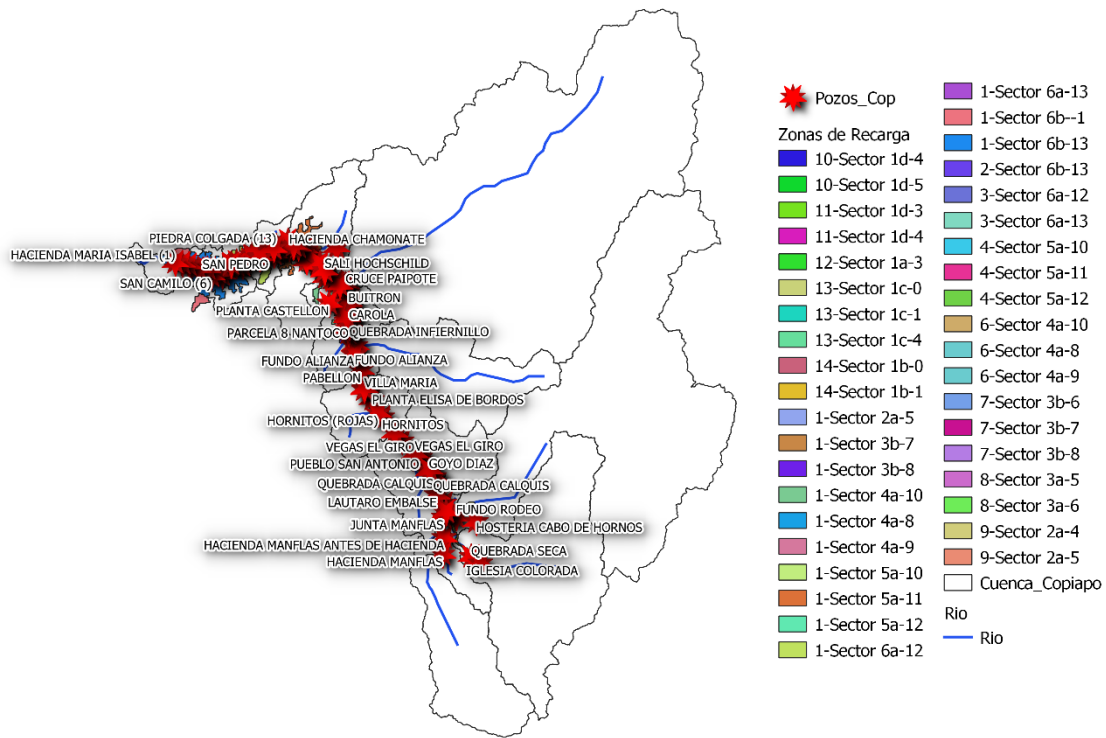 PIEDRA COLGADA (13)
HACIENDA CHAMONATE
HACIENDA MARIA ISABEL (1)
SAN PEDRO
SALI HOCHSCHILD
SAN CAMILO (6)
CRUCE PAIPOTE
BUITRON
PLANTA CASTELLON
CAROLA
PARCELA 8 NANTOCO
QUEBRADA INFIERNILLO
FUNDO ALIANZA
FUNDO ALIANZA
PABELLON
VILLA MARIA
PLANTA ELISA DE BORDOS
HORNITOS (ROJAS)
HORNITOS
VEGAS EL GIRO
VEGAS EL GIRO
PUEBLO SAN ANTONIO
GOYO DIAZ
QUEBRADA CALQUIS
QUEBRADA CALQUIS
LAUTARO EMBALSE
FUNDO RODEO
JUNTA MANFLAS
HOSTERIA CABO DE HORNOS
HACIENDA MANFLAS ANTES DE HACIENDA
QUEBRADA SECA
HACIENDA MANFLAS
IGLESIA COLORADA
Pozos_Cop
Zonas de Recarga
10-Sector 1d-4
10-Sector 1d-5
11-Sector 1d-3
11-Sector 1d-4
12-Sector 1a-3
13-Sector 1c-0
13-Sector 1c-1
13-Sector 1c-4
14-Sector 1b-0
14-Sector 1b-1
1-Sector 2a-5
1-Sector 3b-7
1-Sector 3b-8
1-Sector 4a-10
1-Sector 4a-8
1-Sector 4a-9
1-Sector 5a-10
1-Sector 5a-11
1-Sector 5a-12
1-Sector 6a-12
1-Sector 6a-13
1-Sector 6b--1
1-Sector 6b-13
2-Sector 6b-13
3-Sector 6a-12
3-Sector 6a-13
4-Sector 5a-10
4-Sector 5a-11
4-Sector 5a-12
6-Sector 4a-10
6-Sector 4a-8
6-Sector 4a-9
7-Sector 3b-6
7-Sector 3b-7
7-Sector 3b-8
8-Sector 3a-5
8-Sector 3a-6
9-Sector 2a-4
9-Sector 2a-5
Cuenca_Copiapo
Rio
Rio